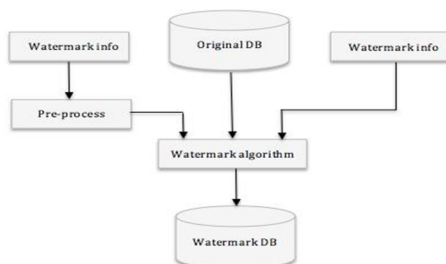 Watermark info
Original DB
Watermark info
Pre-process
Watermark algorithm
Watermark DB